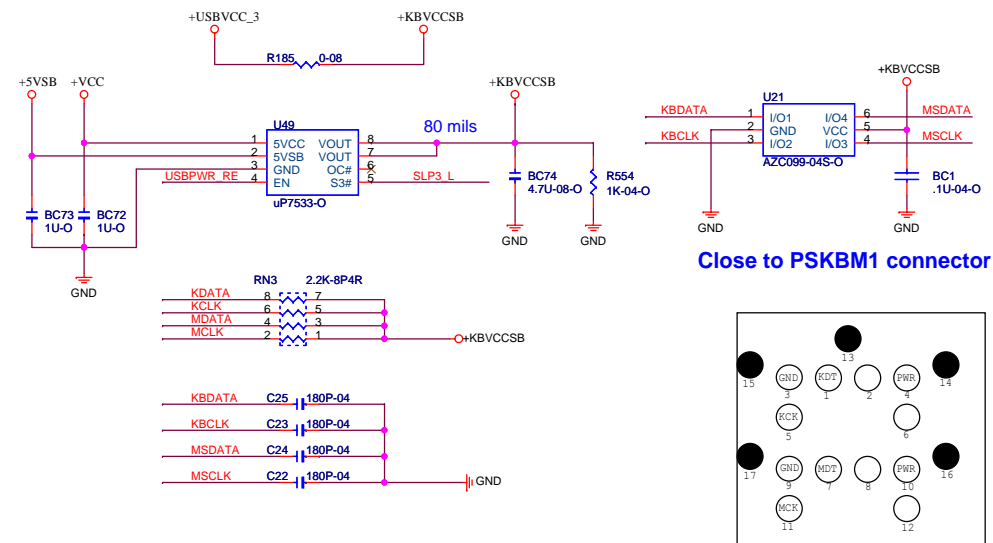 +USBVCC_3
+KBVCCSB
R185
0-08
+5VSB
+VCC
+KBVCCSB
+KBVCCSB
U49
80 mils
1 5VCC VOUT 8
2 5VSB VOUT 7
3 GND OC# 6
USBPWR_RE 4 EN S3# 5 SLP3_L
uP7533-O
BC73
1U-O
BC72
1U-O
GND
BC74
4.7U-08-O
GND
R554
1K-04-O
GND
U21
KBDATA 1 I/O1 I/O4 6 MSDATA
2 GND VCC 5
KBCLK 3 I/O2 I/O3 4 MSCLK
AZC099-04S-O
GND
BC1
.1U-04-O
GND
Close to PSKBM1 connector
RN3
2.2K-8P4R
KDATA 8 7
KCLK 6 5
MDATA 4 3
MCLK 2 1
+KBVCCSB
KBDATA C25 180P-04
KBCLK C23 180P-04
MSDATA C24 180P-04
MSCLK C22 180P-04
GND
13
15
14
GND KDT PWR
3 1 2 4
KCK
5 6
17
16
GND MDT PWR
9 7 8 10
MCK
11 12